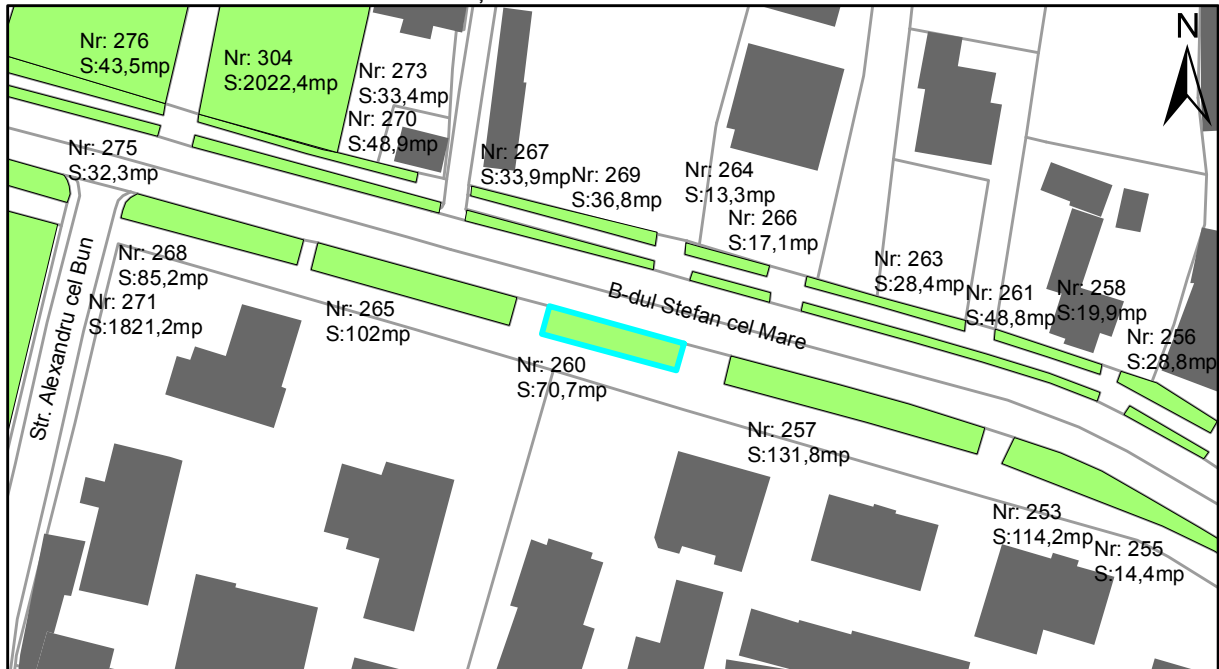 N
Nr: 276
S:43,5mp
Nr: 304
S:2022,4mp
Nr: 273
S:33,4mp
Nr: 270
S:48,9mp
Nr: 275
S:32,3mp
Nr: 267
S:33,9mp
Nr: 269
S:36,8mp
Nr: 264
S:13,3mp
Nr: 266
S:17,1mp
Nr: 268
S:85,2mp
Nr: 271
S:1821,2mp
Str. Alexandru cel Bun
Nr: 265
S:102mp
B-dul Stefan cel Mare
Nr: 263
S:28,4mp
Nr: 261
S:48,8mp
Nr: 258
S:19,9mp
Nr: 256
S:28,8mp
Nr: 260
S:70,7mp
Nr: 257
S:131,8mp
Nr: 253
S:114,2mp
Nr: 255
S:14,4mp